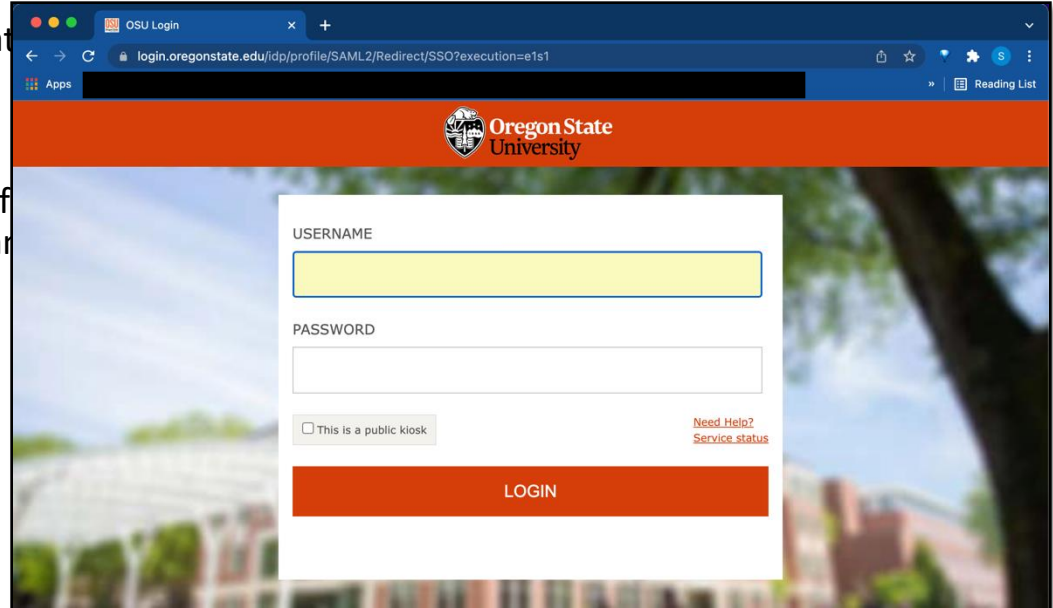 OSU Login
login.oregonstate.edu/idp/profile/SAML2/Redirect/SSO?execution=e1s1
S
Apps
» Reading List
Oregon State
University
USERNAME
PASSWORD
This is a public kiosk
Need Help?
Service status
LOGIN